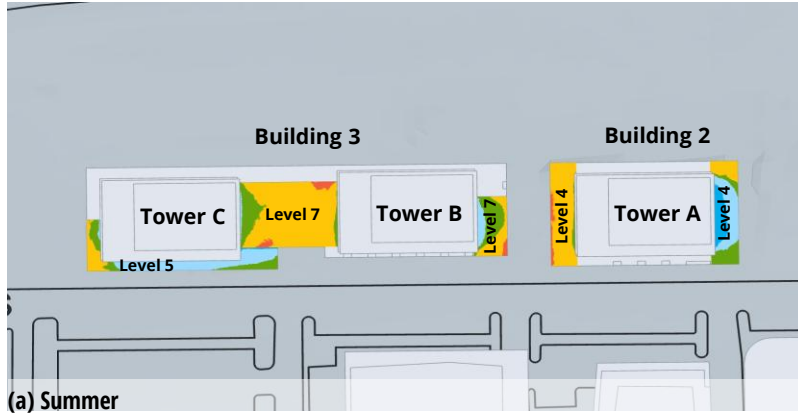 Building 3
Building 2
Tower C
Level 7
Tower B
Level 7
Level 4
Tower A
Level 4
Level 5
S
(a) Summer